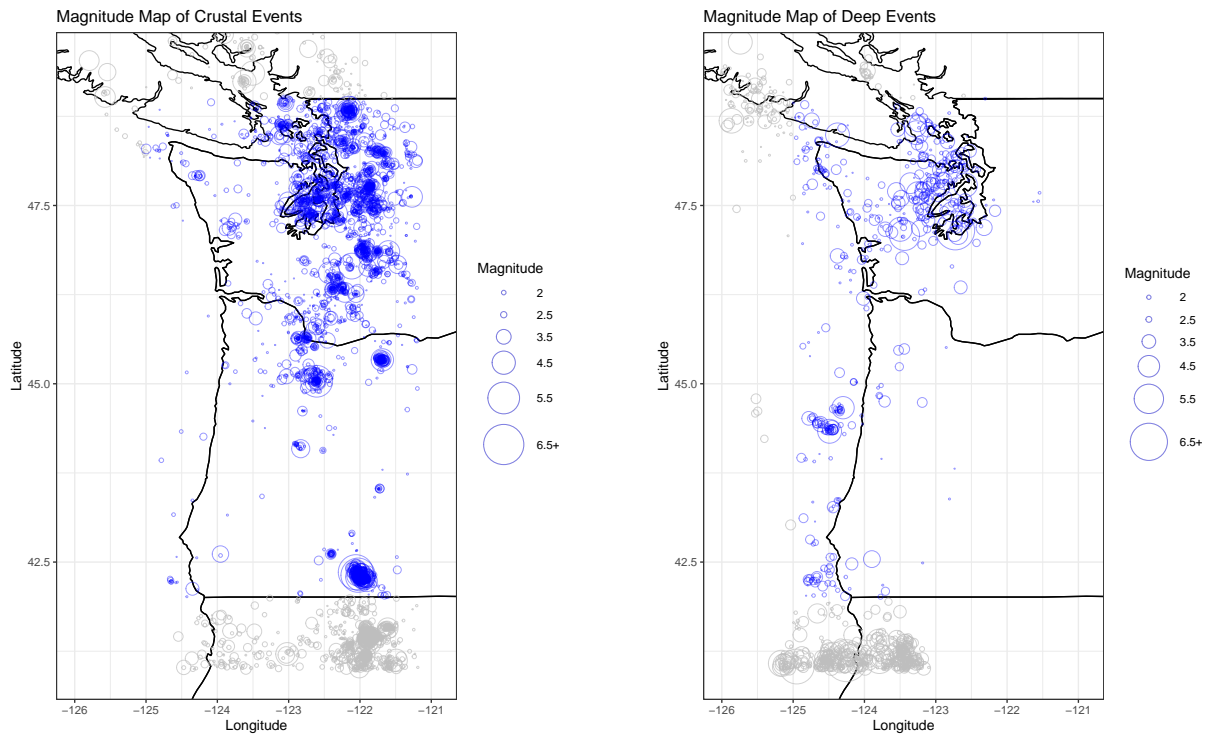 Magnitude Map of Crustal Events
Latitude
47.5
45.0
42.5
−126 −125 −124 −123 −122 −121
Longitude
Magnitude
2
2.5
3.5
4.5
5.5
6.5+
Magnitude Map of Deep Events
Latitude
47.5
45.0
42.5
−126 −125 −124 −123 −122 −121
Longitude
Magnitude
2
2.5
3.5
4.5
5.5
6.5+